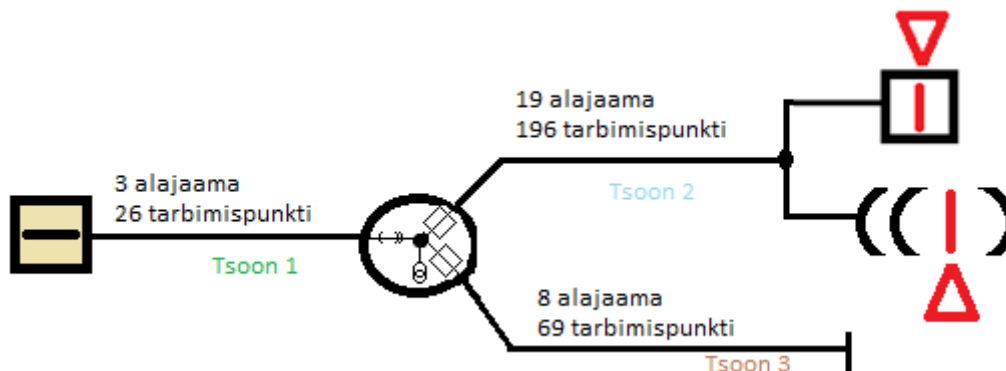 19 alajaama
196 tarbimispunkti
Tsoon 2
3 alajaama
26 tarbimispunkti
Tsoon 1
8 alajaama
69 tarbimispunkti
Tsoon 3